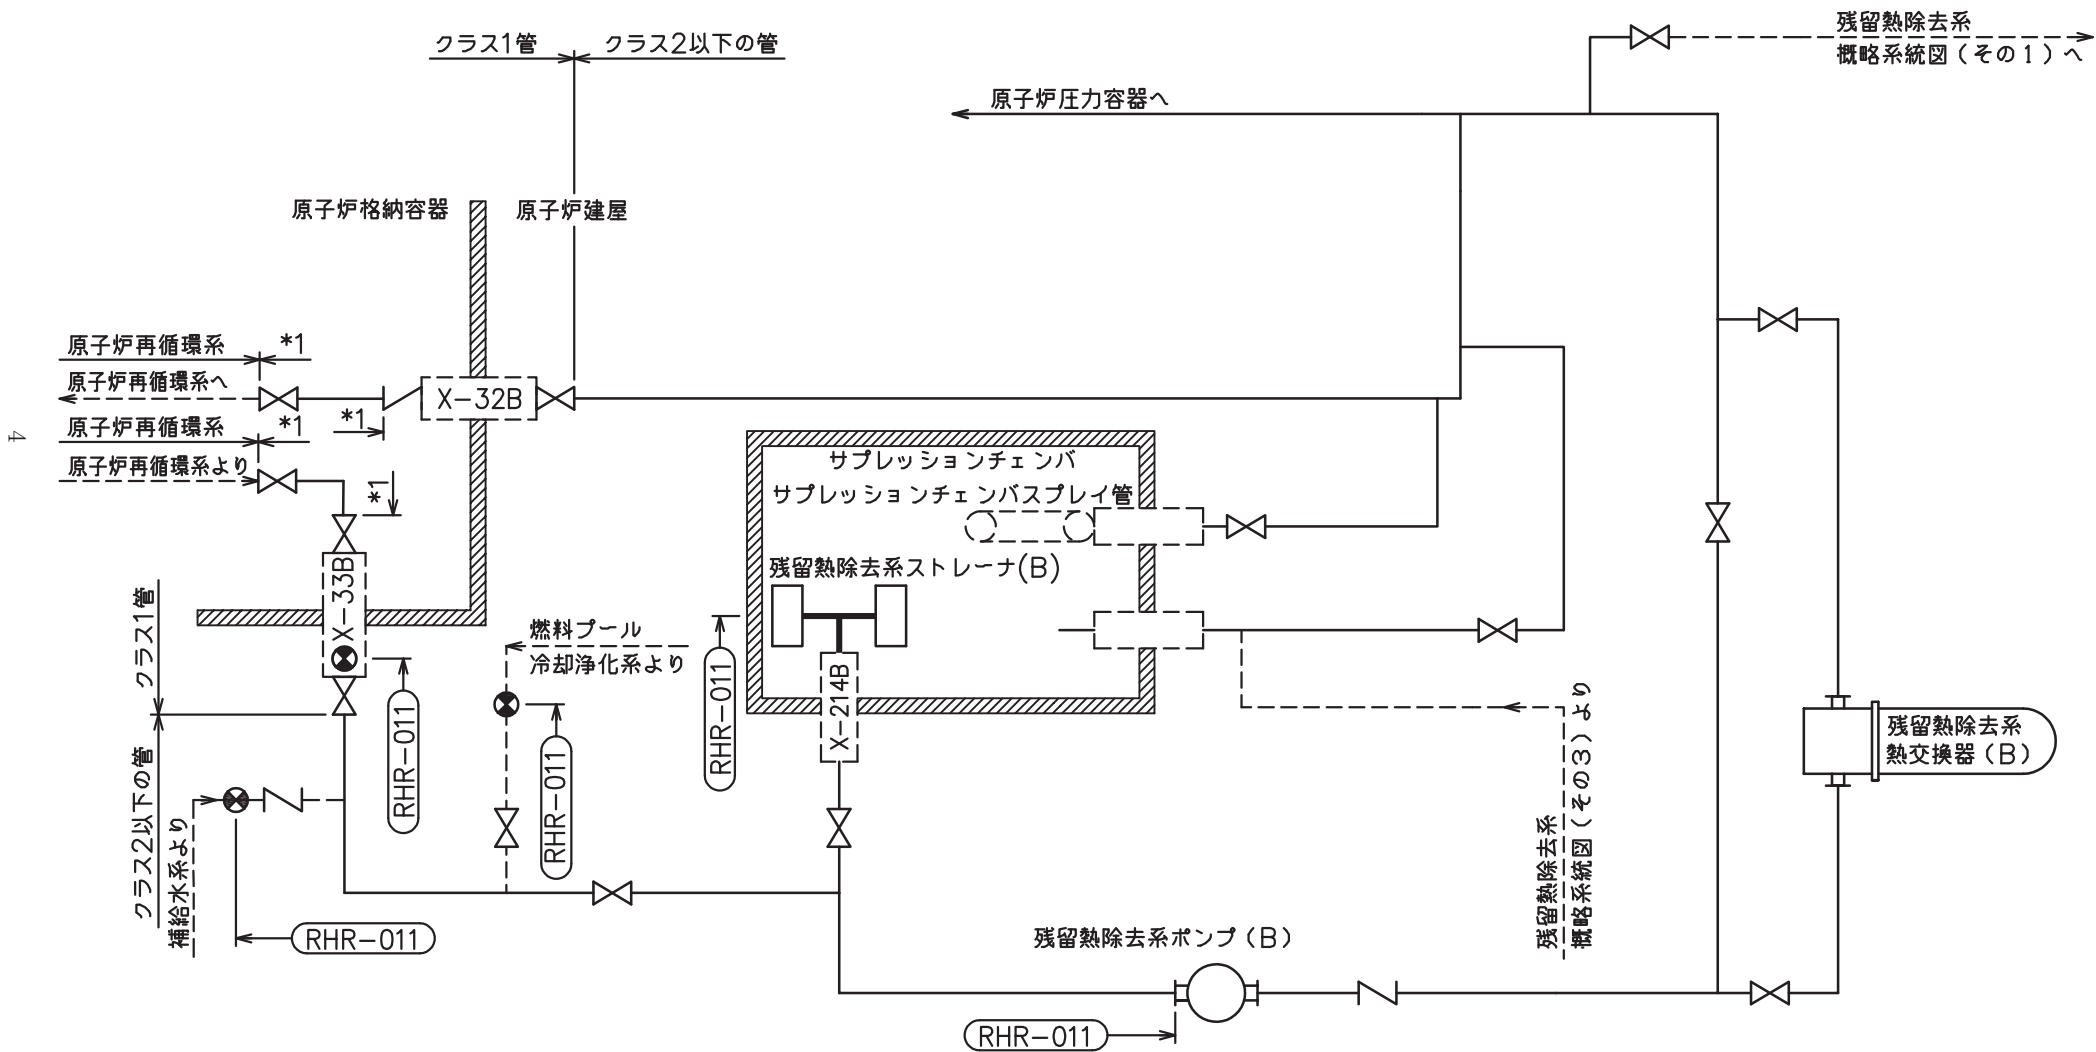 残留熱除去系
概略系統図(その1)へ
クラス1管
クラス2以下の管
原子炉圧力容器へ
原子炉格納容器
原子炉建屋
原子炉再循環系
*1
原子炉再循環系へ
X-32B
*1
原子炉再循環系
*1
原子炉再循環系より
*1
4
サプレッションチェンバ
サプレッションチェンバスプレイ管
残留熱除去系ストレーナ(B)
X-33B
クラス1管
クラス2以下の管
燃料プール
冷却浄化系より
RHR-011
RHR-011
RHR-011
X-214B
残留熱除去系
熱交換器(B)
補給水系より
RHR-011
残留熱除去系
概略系統図(その3)より
残留熱除去系ポンプ(B)
RHR-011